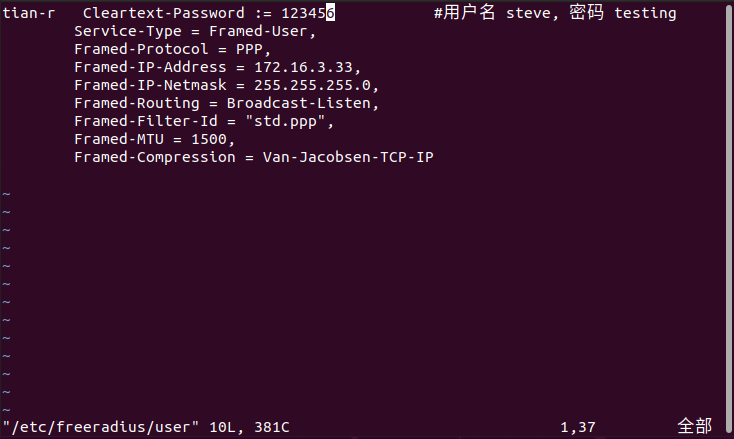 tian-r   Cleartext-Password := 123456           #用户名 steve, 密码 testing
        Service-Type = Framed-User,
        Framed-Protocol = PPP,
        Framed-IP-Address = 172.16.3.33,
        Framed-IP-Netmask = 255.255.255.0,
        Framed-Routing = Broadcast-Listen,
        Framed-Filter-Id = "std.ppp",
        Framed-MTU = 1500,
        Framed-Compression = Van-Jacobsen-TCP-IP
~
~
~
~
~
~
~
~
~
~
~
~
~
"/etc/freeradius/user" 10L, 381C                              1,37         全部